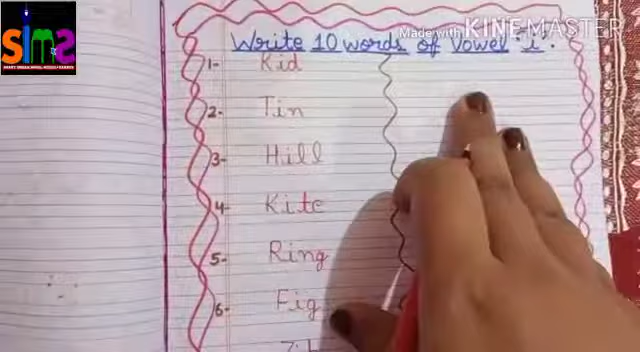 sims
Made with KINEMASTER
Write 10 words of Vowel "i".
1- Kid
2- Tin
3- Hill
4- Kite
5- Ring
6- Fig